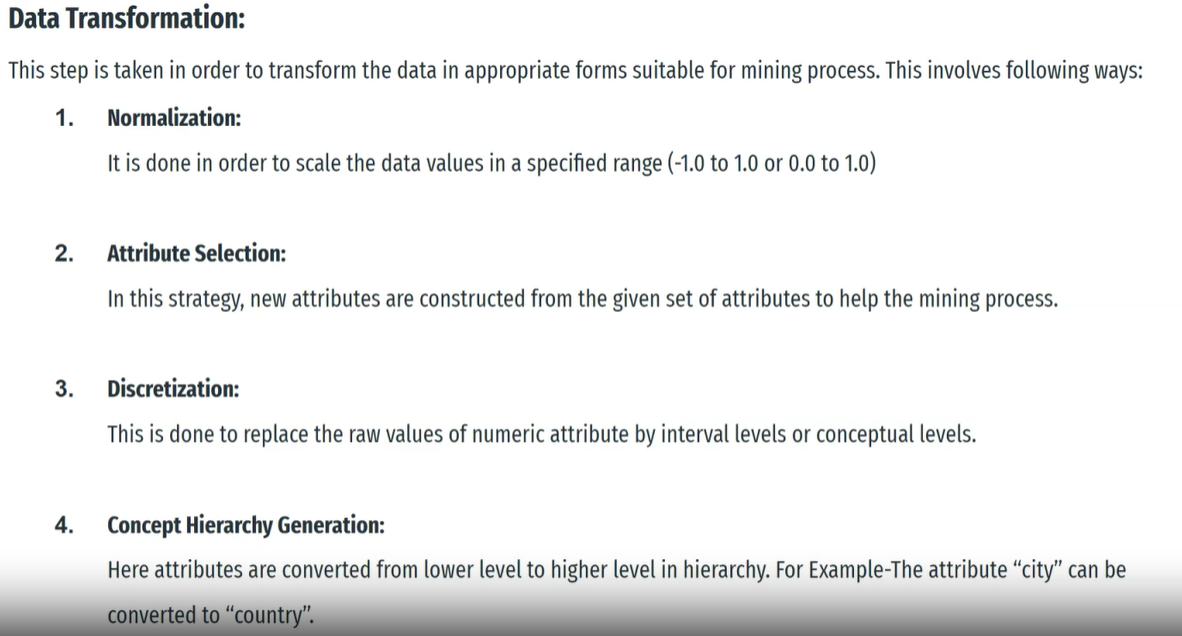 Data Transformation:
This step is taken in order to transform the data in appropriate forms suitable for mining process. This involves following ways:
1. Normalization:
It is done in order to scale the data values in a specified range (-1.0 to 1.0 or 0.0 to 1.0)
2. Attribute Selection:
In this strategy, new attributes are constructed from the given set of attributes to help the mining process.
3. Discretization:
This is done to replace the raw values of numeric attribute by interval levels or conceptual levels.
4. Concept Hierarchy Generation:
Here attributes are converted from lower level to higher level in hierarchy. For Example-The attribute “city” can be
converted to “country”.